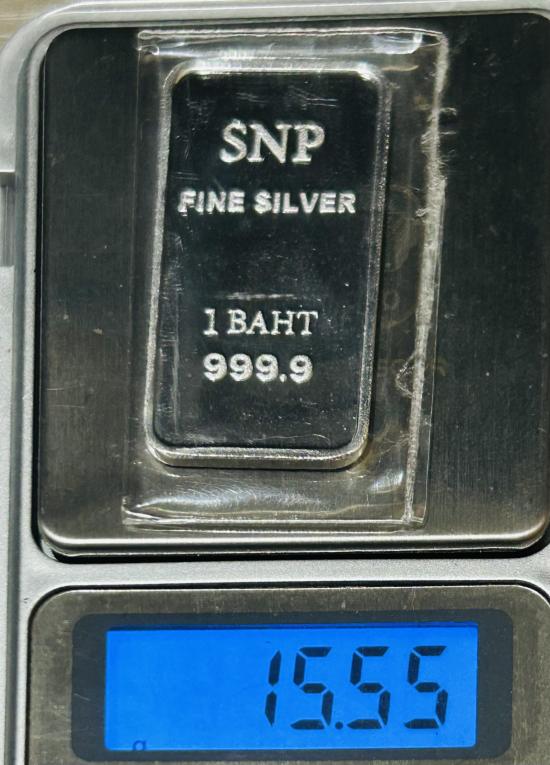 SNP
FINE SILVER
1 BAHT
999.9
15.55
g